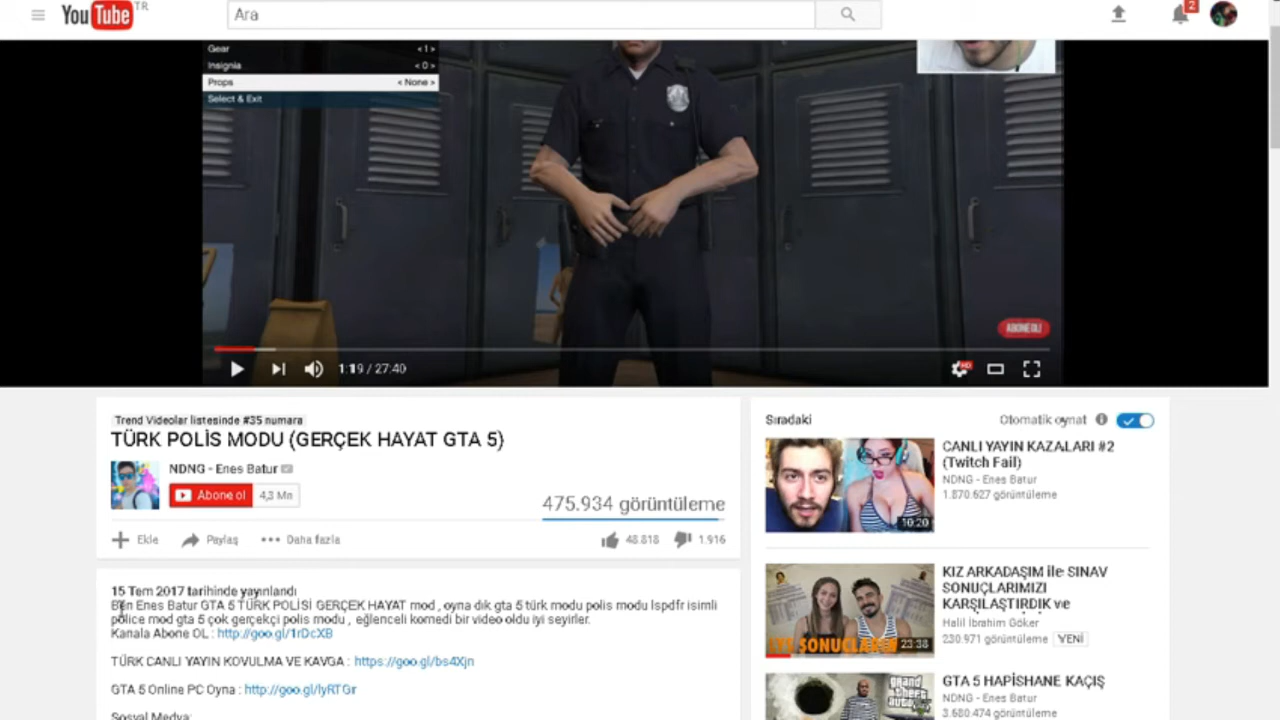 YouTube TR
Ara
2
Gear < 1 >
Insignia < 0 >
Props < None >
Select & Exit
ABONE OL!
1:19 / 27:40
HD
Trend Videolar listesinde #35 numara
TÜRK POLİS MODU (GERÇEK HAYAT GTA 5)
NDNG - Enes Batur
Abone ol 4,3 Mn
475.934 görüntüleme
Ekle Paylaş Daha fazla
48.818 1.916
15 Tem 2017 tarihinde yayınlandı
Ben Enes Batur GTA 5 TÜRK POLİSİ GERÇEK HAYAT mod , oyna dık gta 5 türk modu polis modu lspdfr isimli
police mod gta 5 çok gerçekçi polis modu , eğlenceli komedi bir video oldu iyi seyirler.
Kanala Abone OL : http://goo.gl/1rDcXB
TÜRK CANLI YAYIN KOVULMA VE KAVGA : https://goo.gl/bs4Xjn
GTA 5 Online PC Oyna : http://goo.gl/lyRTGr
Sosyal Medya:
Sıradaki
Otomatik oynat
CANLI YAYIN KAZALARI #2
(Twitch Fail)
NDNG - Enes Batur
1.870.627 görüntüleme
10:20
KIZ ARKADAŞIM ile SINAV
SONUÇLARIMIZI
KARŞILAŞTIRDIK ve
Halil İbrahim Göker
230.971 görüntüleme YENİ
23:38
GTA 5 HAPİSHANE KAÇIŞ
NDNG - Enes Batur
3.680.474 görüntüleme
grand
theft
auto